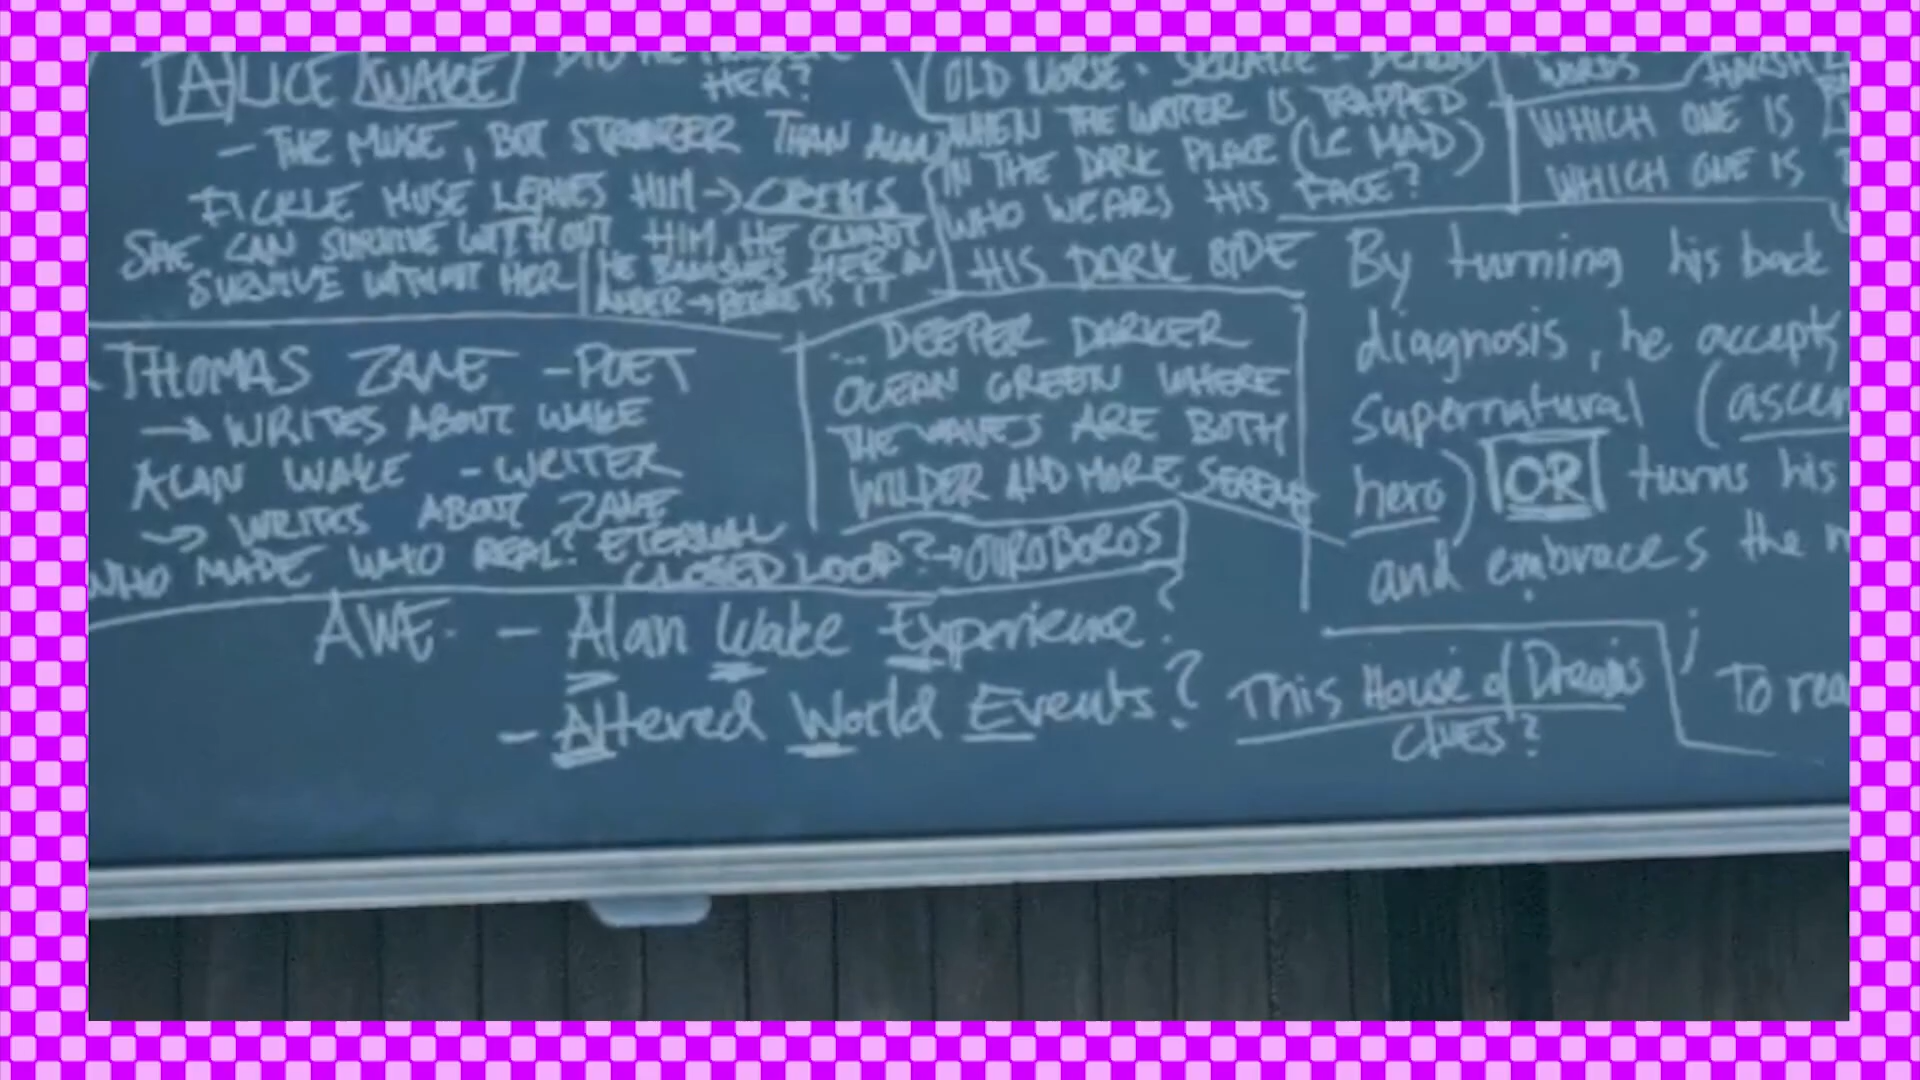 ALICE WAKE
HER?
- THE MUSE, BUT STRONGER THAN ALAN
FICKLE MUSE LEAVES HIM →
SHE CAN SURVIVE WITHOUT HIM, HE CANNOT
SURVIVE WITHOUT HER
HE BANISHES HER IN
ANGER → REGRETS IT
OLD NORSE -
WHEN THE WRITER IS TRAPPED
IN THE DARK PLACE (IE MAD)
WHO WEARS HIS FACE?
HIS DARK SIDE
WORDS HARSH
WHICH ONE IS
WHICH ONE IS
THOMAS ZANE - POET
→ WRITES ABOUT WAKE
ALAN WAKE - WRITER
→ WRITES ABOUT ZANE
WHO MADE WHO REAL? ETERNAL
CLOSED LOOP? → OUROBOROS
... DEEPER DARKER
OCEAN GREEN WHERE
THE WAVES ARE BOTH
WILDER AND MORE SERENE
By turning his back
diagnosis, he accepts
supernatural (
hero) OR turns his
and embraces the
AWE - Alan Wake Experience?
- Altered World Events?
This House of Dreams
CLUES?
To